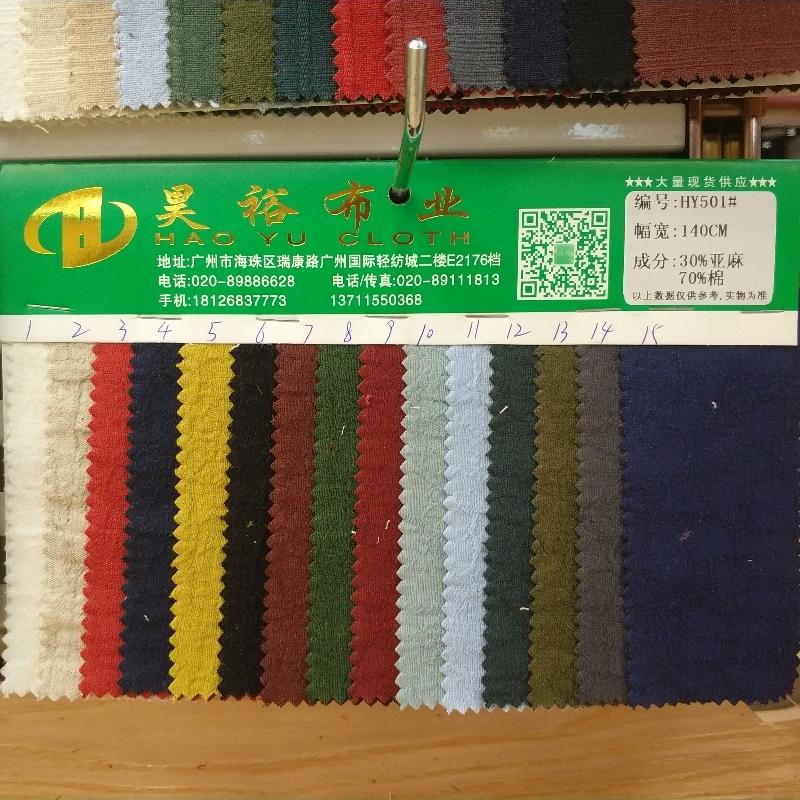 昊裕布业
HAO YU CLOTH
地址:广州市海珠区瑞康路广州国际轻纺城二楼E2176档
电话:020-89886628 电话/传真:020-89111813
手机:18126837773 13711550368
★★★大量现货供应★★★
编号:HY501#
幅宽:140CM
成分:30%亚麻
70%棉
以上数据仅供参考,实物为准
1 2 3 4 5 6 7 8 9 10 11 12 13 14 15